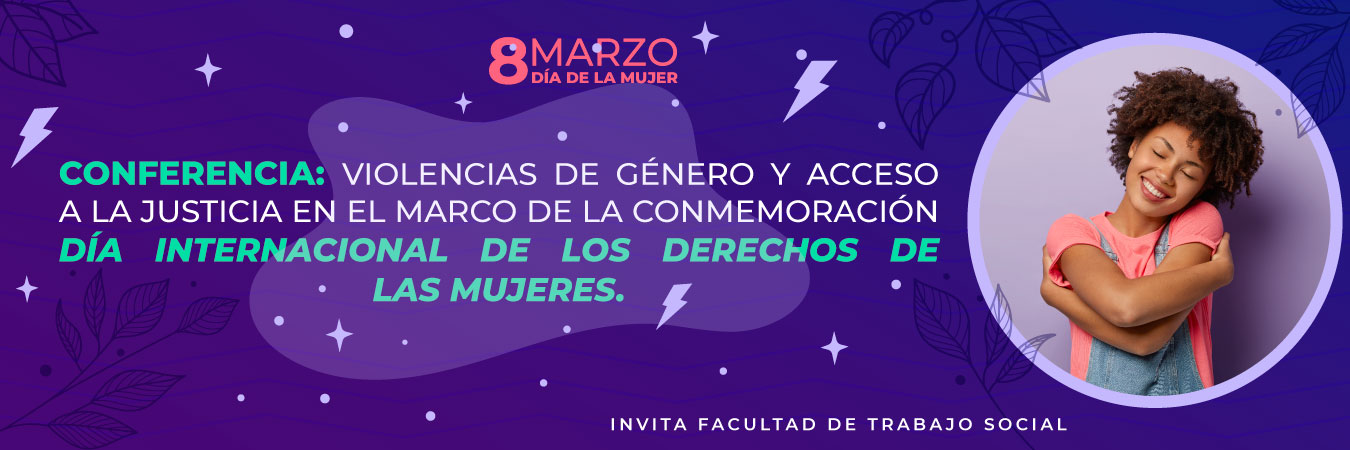 8 MARZO
DÍA DE LA MUJER
CONFERENCIA: VIOLENCIAS DE GÉNERO Y ACCESO
A LA JUSTICIA EN EL MARCO DE LA CONMEMORACIÓN
DÍA INTERNACIONAL DE LOS DERECHOS DE
LAS MUJERES.
INVITA FACULTAD DE TRABAJO SOCIAL